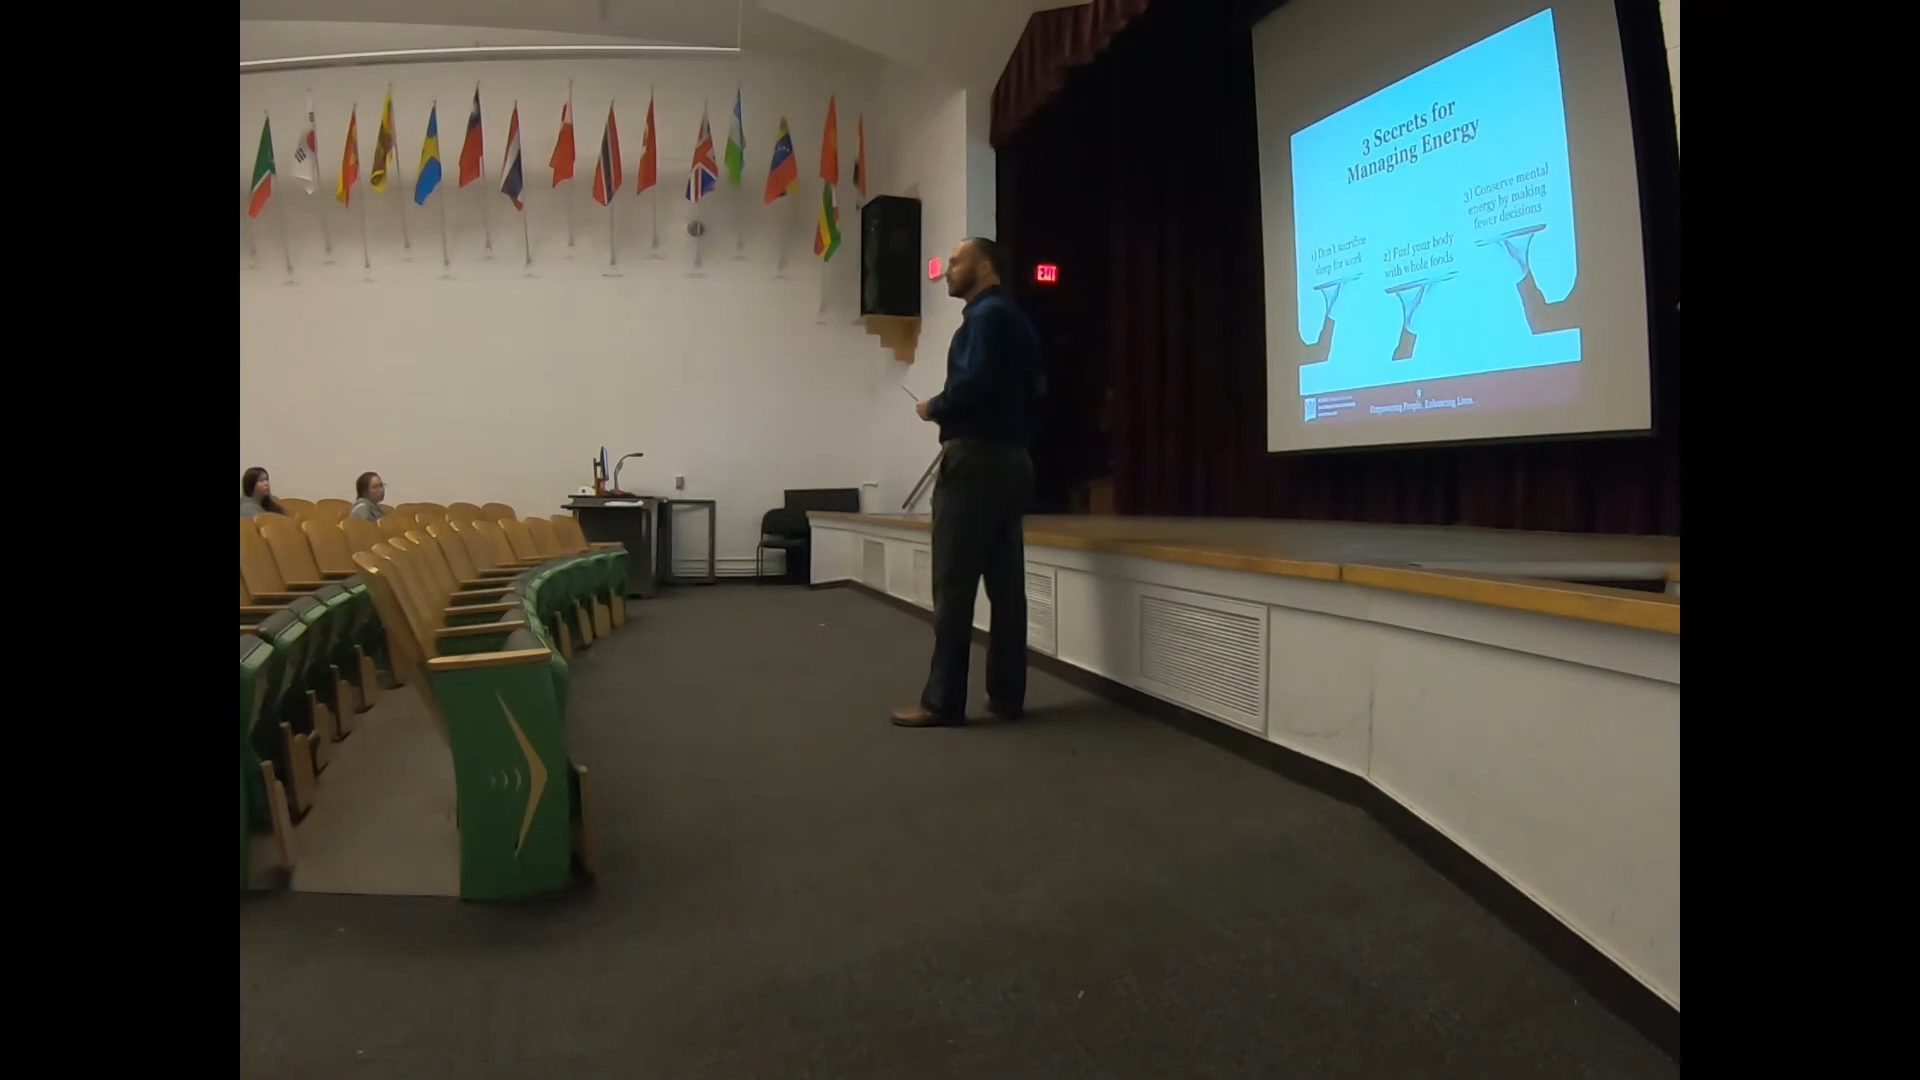 3 Secrets for
Managing Energy
1) Don't sacrifice
sleep for work
2) Fuel your body
with whole foods
3) Conserve mental
energy by making
fewer decisions
9
Empowering People. Enhancing Lives.
EXIT